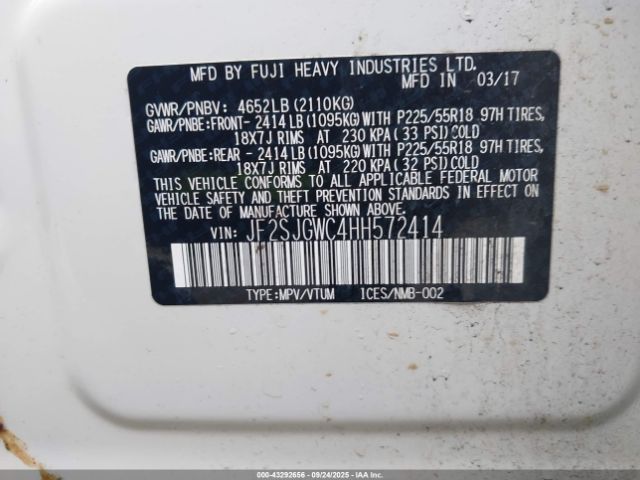 MFD BY FUJI HEAVY INDUSTRIES LTD.
MFD IN 03/17
GVWR/PNBV: 4652LB(2110KG)
GAWR/PNBE:FRONT- 2414LB(1095KG)WITH P225/55R18 97H TIRES,
18X7J RIMS AT 230 KPA(33 PSI)COLD
GAWR/PNBE:REAR - 2414LB(1095KG)WITH P225/55R18 97H TIRES,
18X7J RIMS AT 220 KPA(32 PSI)COLD
THIS VEHICLE CONFORMS TO ALL APPLICABLE FEDERAL MOTOR
VEHICLE SAFETY AND THEFT PREVENTION STANDARDS IN EFFECT ON THE
DATE OF MANUFACTURE SHOWN ABOVE.
VIN: JF2SJGWC4HH572414
TYPE:MPV/VTUM ICES/NMB-002
000-43292656 - 09/24/2025 - IAA Inc.